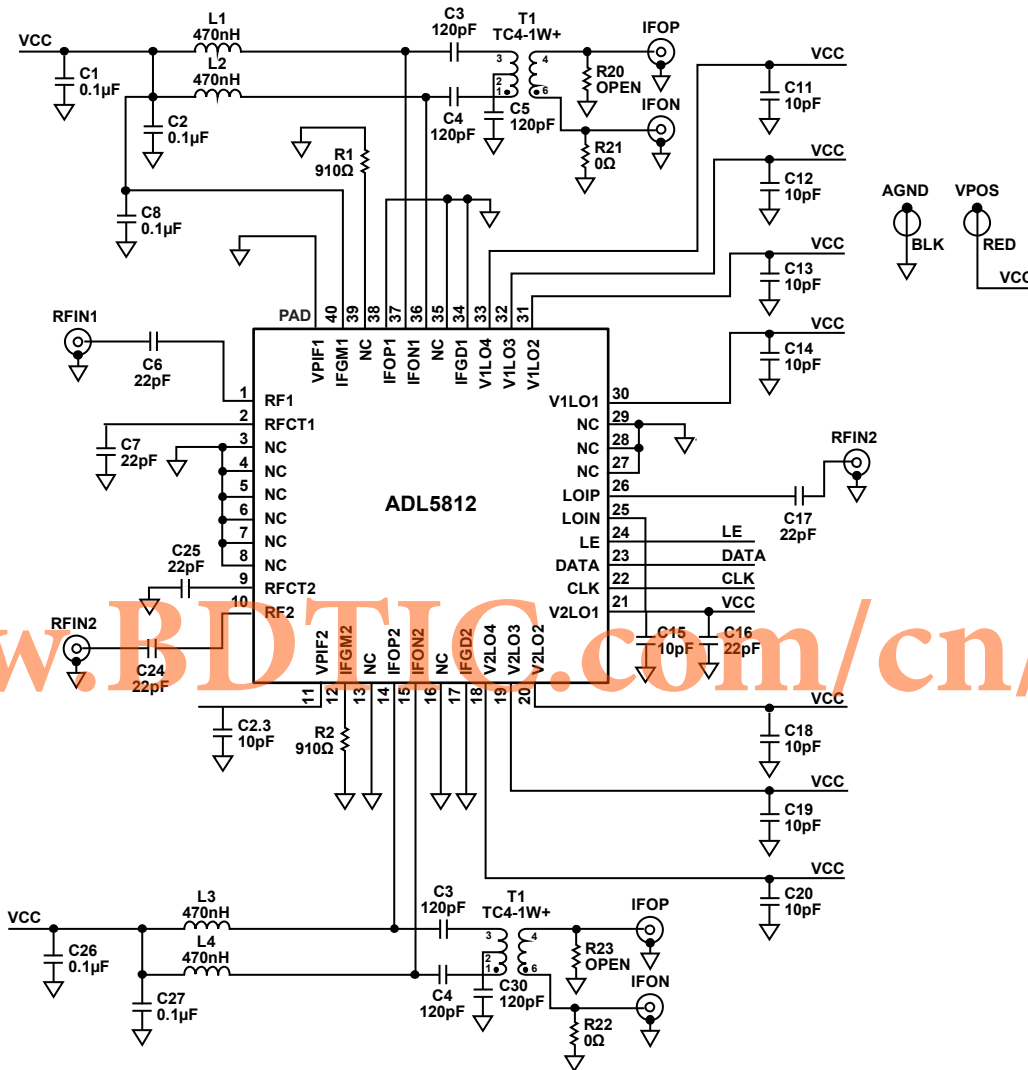 L1
470nH
C3
120pF
T1
TC4-1W+
IFOP
VCC
C1
0.1µF
L2
470nH
3
4
2
1
6
C4
120pF
C5
120pF
R20
OPEN
IFON
VCC
C11
10pF
C2
0.1µF
R1
910Ω
R21
0Ω
VCC
C12
10pF
AGND
BLK
VPOS
RED
VCC
C8
0.1µF
VCC
C13
10pF
RFIN1
C6
22pF
PAD
40
39
38
37
36
35
34
33
32
31
VPIF1
IFGM1
NC
IFOP1
IFON1
NC
IFGD1
V1LO4
V1LO3
V1LO2
VCC
C14
10pF
1
RF1
2
RFCT1
3
NC
4
NC
5
NC
6
NC
7
NC
8
NC
9
RFCT2
10
RF2
C7
22pF
C25
22pF
RFIN2
C24
22pF
ADL5812
V1LO1
30
NC
29
NC
28
NC
27
LOIP
26
LOIN
25
LE
24
LE
DATA
23
DATA
CLK
22
CLK
V2LO1
21
VCC
RFIN2
C17
22pF
C15
10pF
C16
22pF
w.BDTIC.com/cn/
VPIF2
IFGM2
NC
IFOP2
IFON2
NC
IFGD2
V2LO4
V2LO3
V2LO2
11
12
13
14
15
16
17
18
19
20
C2.3
10pF
R2
910Ω
VCC
C18
10pF
VCC
C19
10pF
VCC
C20
10pF
L3
470nH
C3
120pF
T1
TC4-1W+
IFOP
VCC
C26
0.1µF
L4
470nH
3
4
2
1
6
C4
120pF
C30
120pF
R23
OPEN
IFON
C27
0.1µF
R22
0Ω